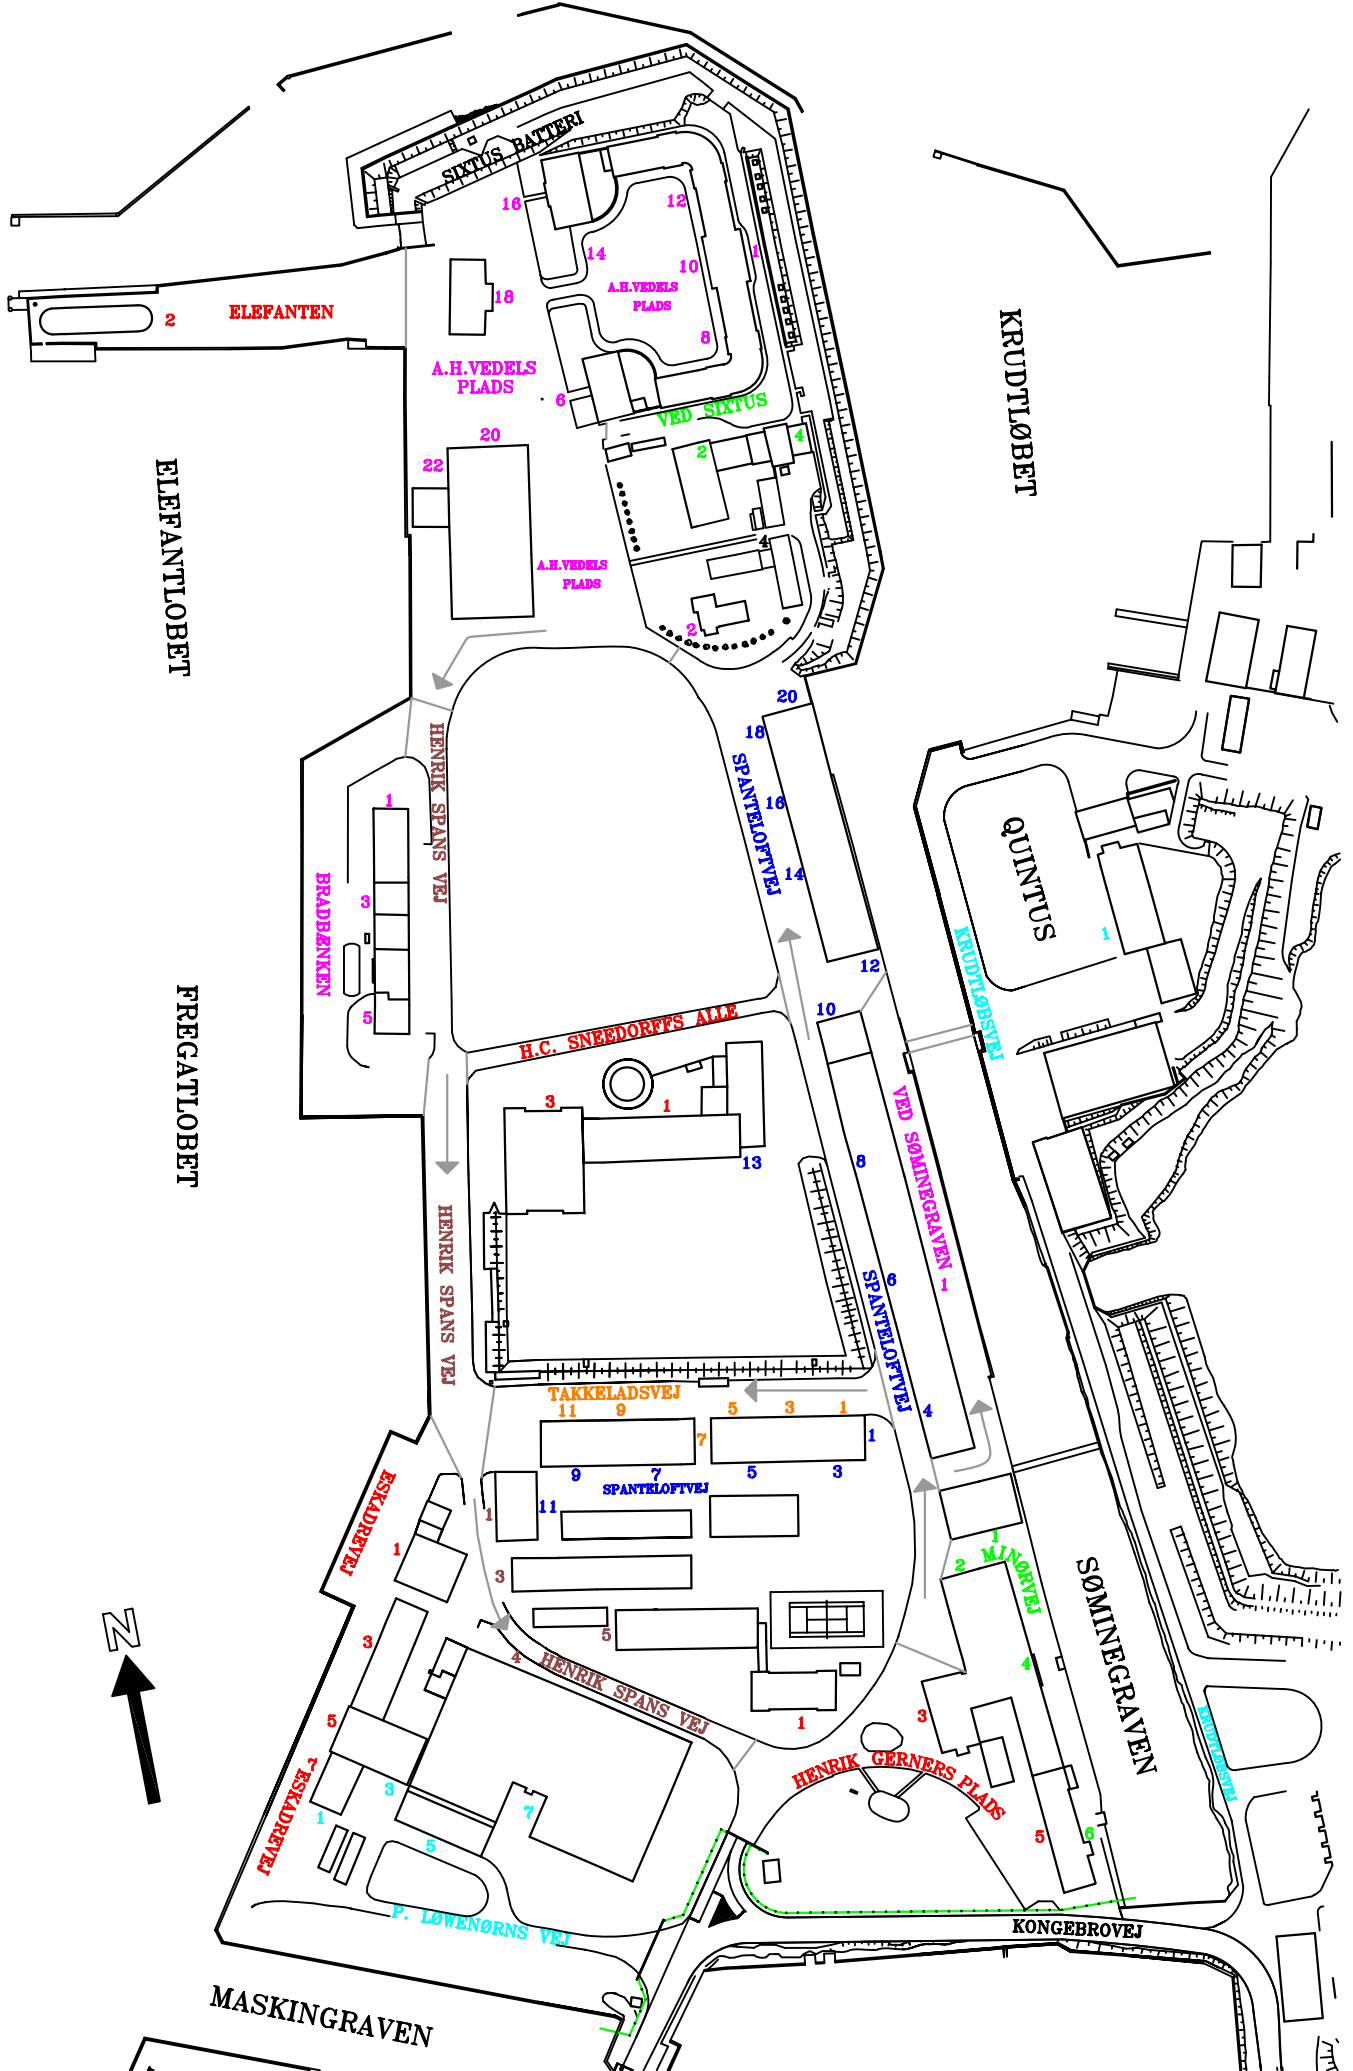 SIXTUS BATTERI
16
12
14
1
10
A.H.VEDELS
PLADS
18
8
2
ELEFANTEN
A.H.VEDELS
PLADS
6
VED SIXTUS
KRUDTLØBET
20
22
2
4
4
ELEFANTLOBET
A.H.VEDELS
PLADS
2
20
18
HENRIK SPANS VEJ
SPANTELOFTVEJ
16
14
1
BRADBÆNKEN
3
5
QUINTUS
1
KRUDTLØBSVEJ
12
10
H.C. SNEEDORFFS ALLE
FREGATLOBET
3
1
13
8
VED SØMINEGRAVEN 1
6
HENRIK SPANS VEJ
SPANTELOFTVEJ
4
TAKKELADSVEJ
11
9
5
3
1
7
1
9
7
5
3
SPANTELOFTVEJ
ESKADREVEJ
1
11
1
1
MINØRVEJ
2
SØMINEGRAVEN
3
5
4
N
3
4
HENRIK SPANS VEJ
5
3
1
KRUDTLØBSVEJ
HENRIK GERNERS PLADS
7
ESKADREVEJ
3
1
7
5
5
6
P. LØWENØRNS VEJ
KONGEBROVEJ
MASKINGRAVEN